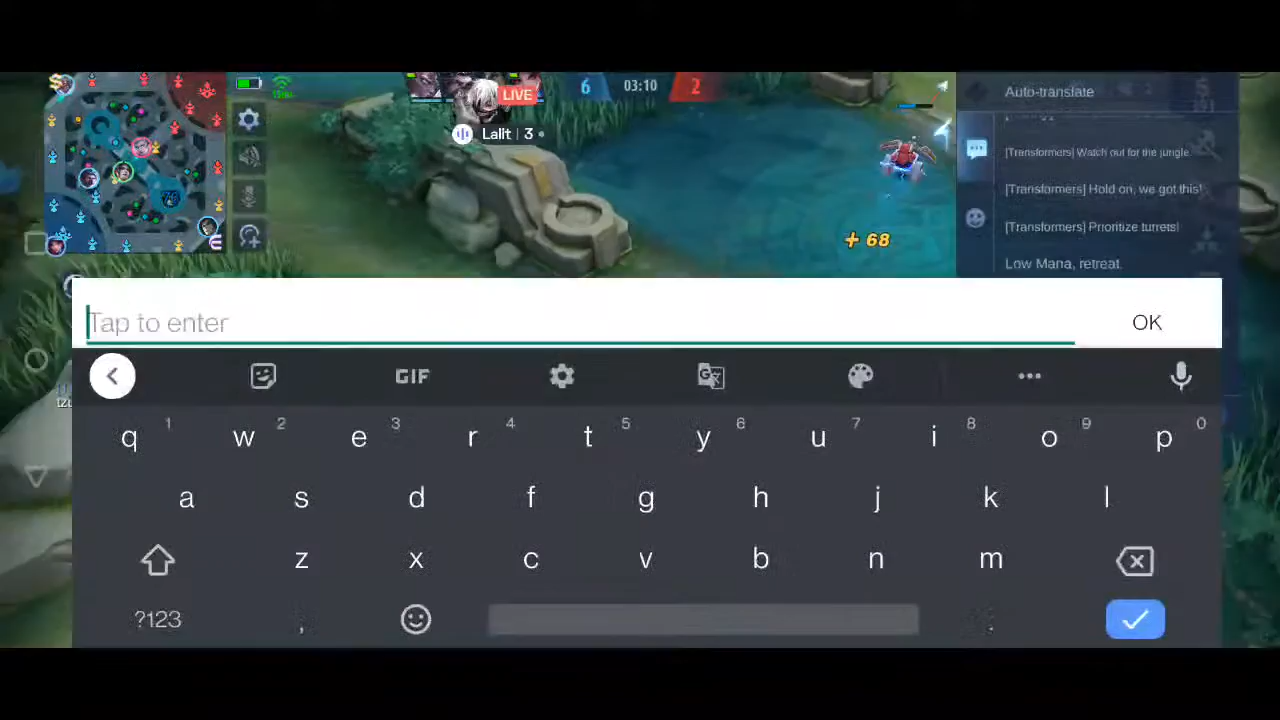 6 03:10 2
LIVE
Lallt | 3
Auto-translate
[Transformers] Watch out for the jungle.
[Transformers] Hold on, we got this!
[Transformers] Prioritize turrets!
Low Mana, retreat.
+ 68
Tap to enter
OK
GIF
1 2 3 4 5 6 7 8 9 0
q w e r t y u i o p
a s d f g h j k l
z x c v b n m
?123 , .